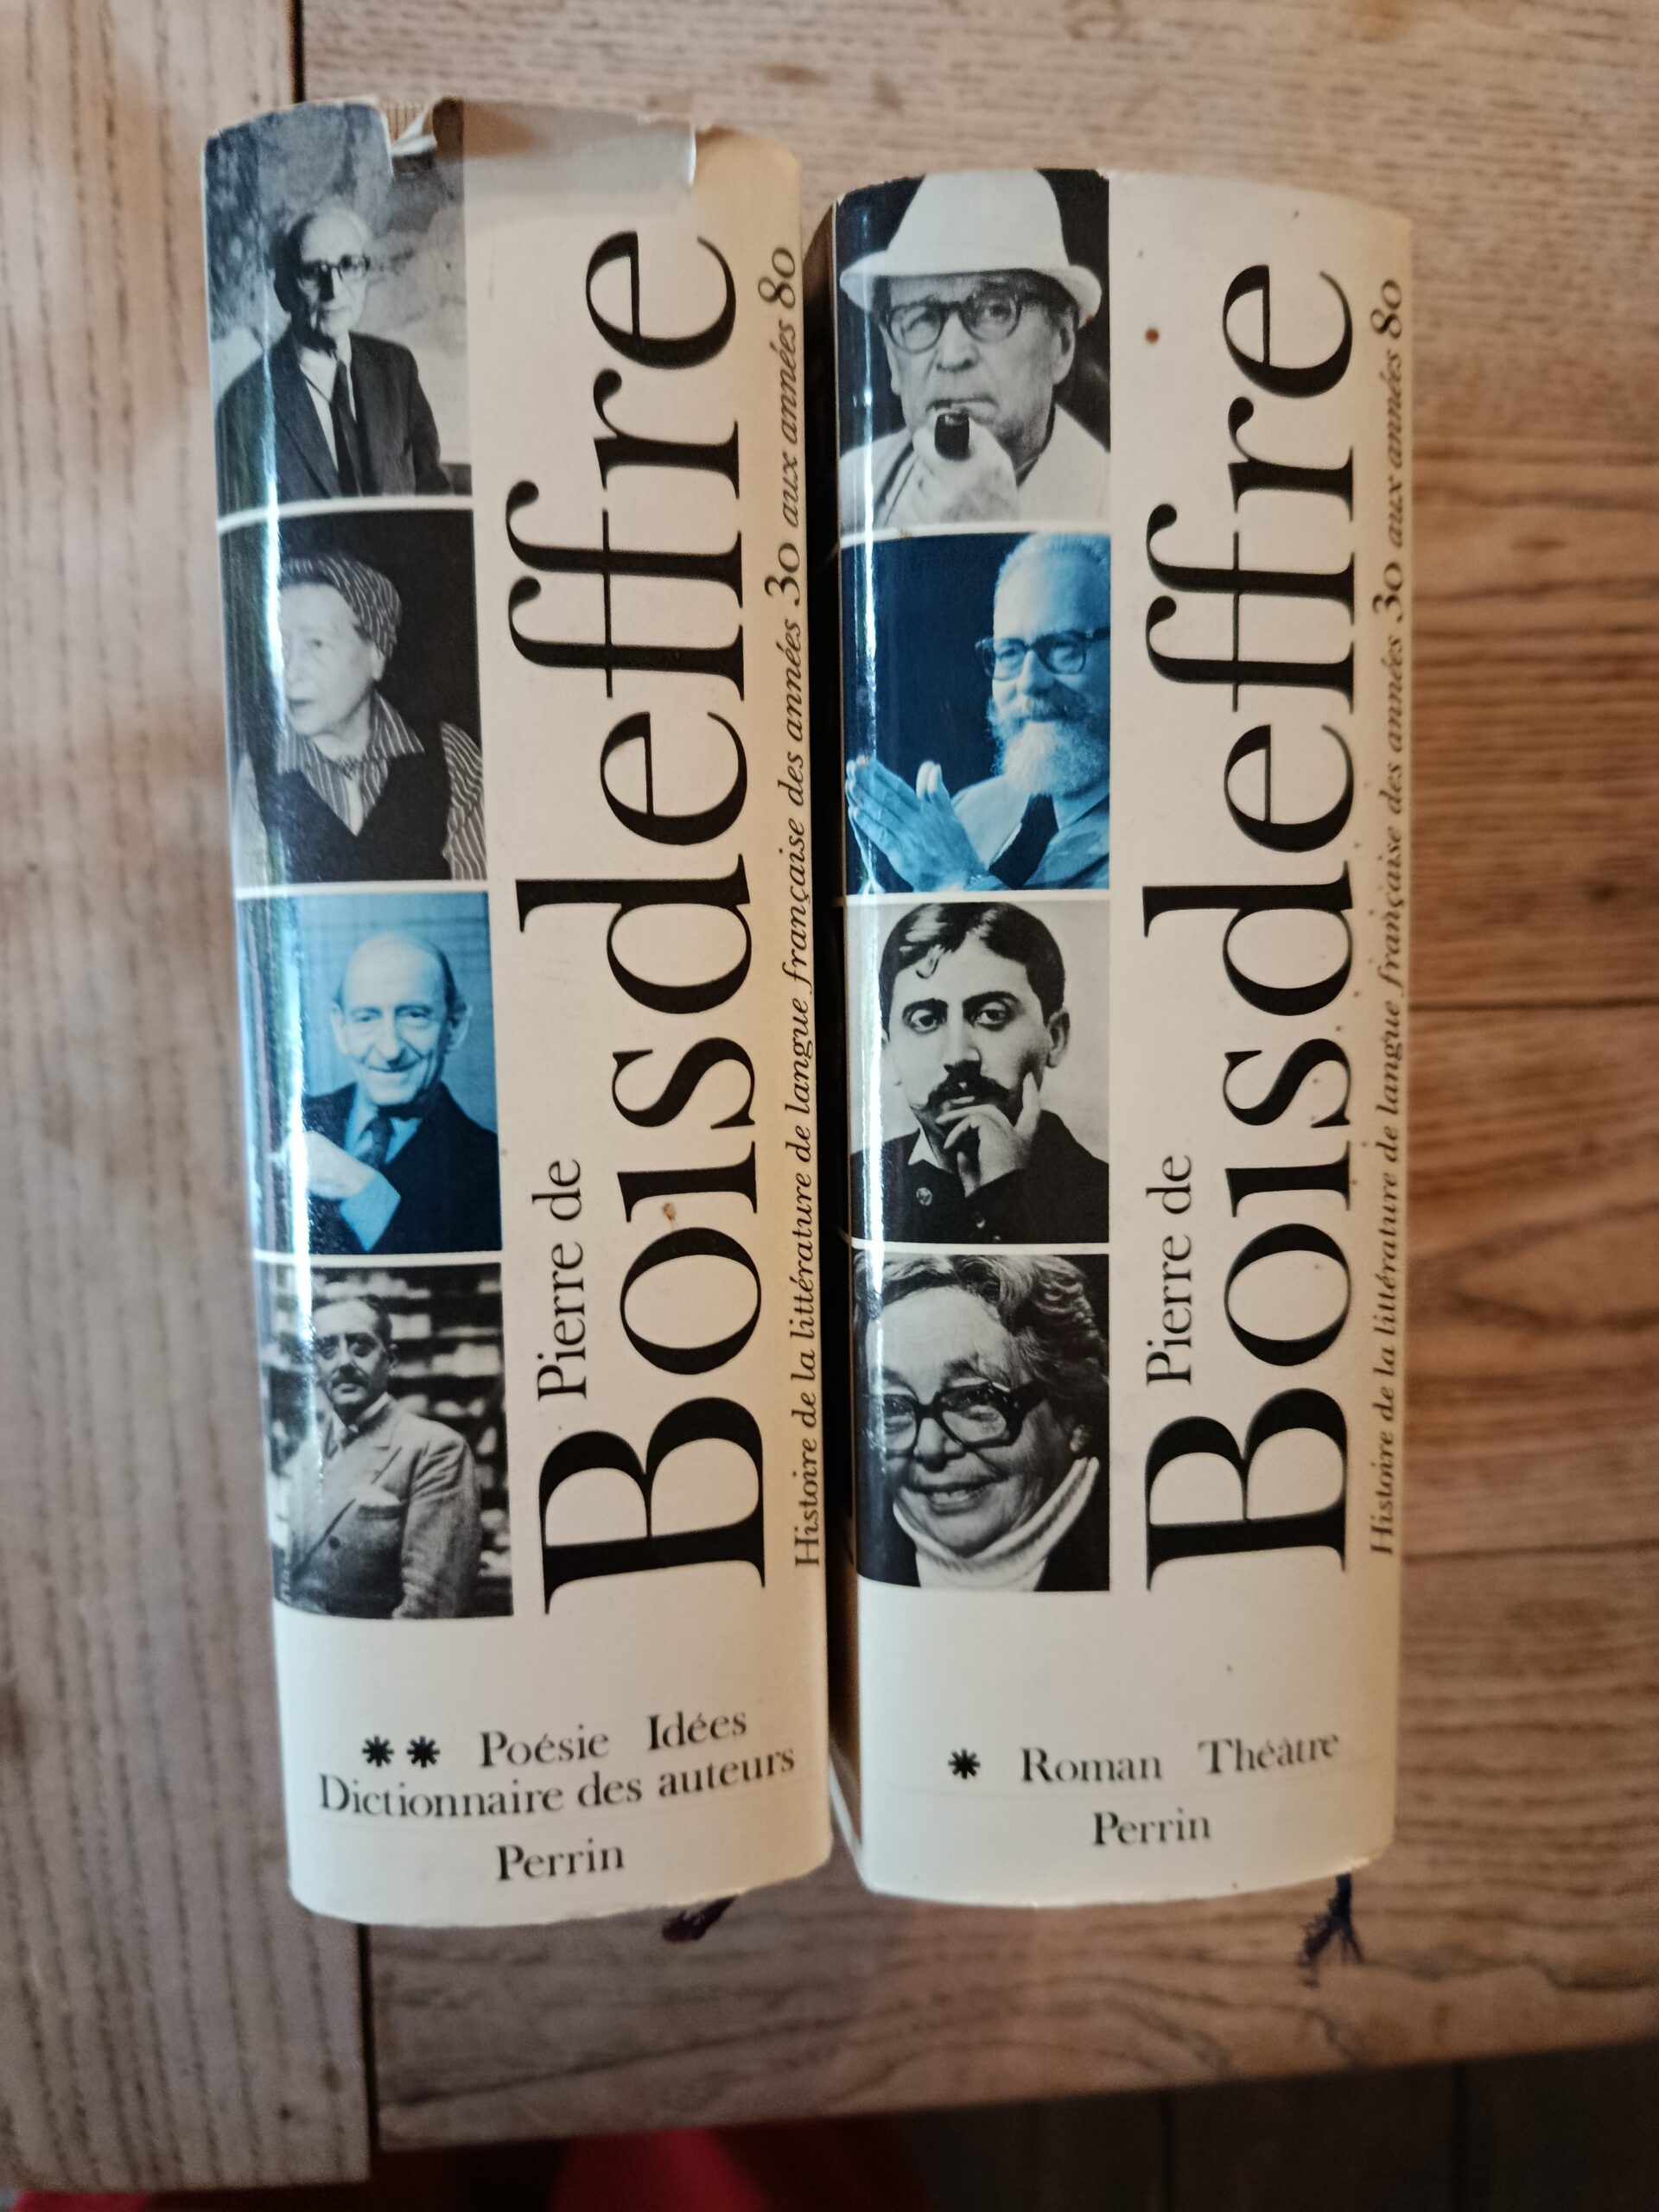 Pierre de
Boisdeffre
Histoire de la littérature de langue française des années 30 aux années 80
** Poésie Idées
Dictionnaire des auteurs
Perrin
Pierre de
Boisdeffre
Histoire de la littérature de langue française des années 30 aux années 80
* Roman Théâtre
Perrin